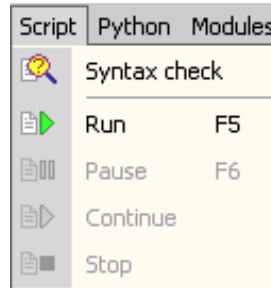 Script Python Modules
Syntax check
Run F5
Pause F6
Continue
Stop